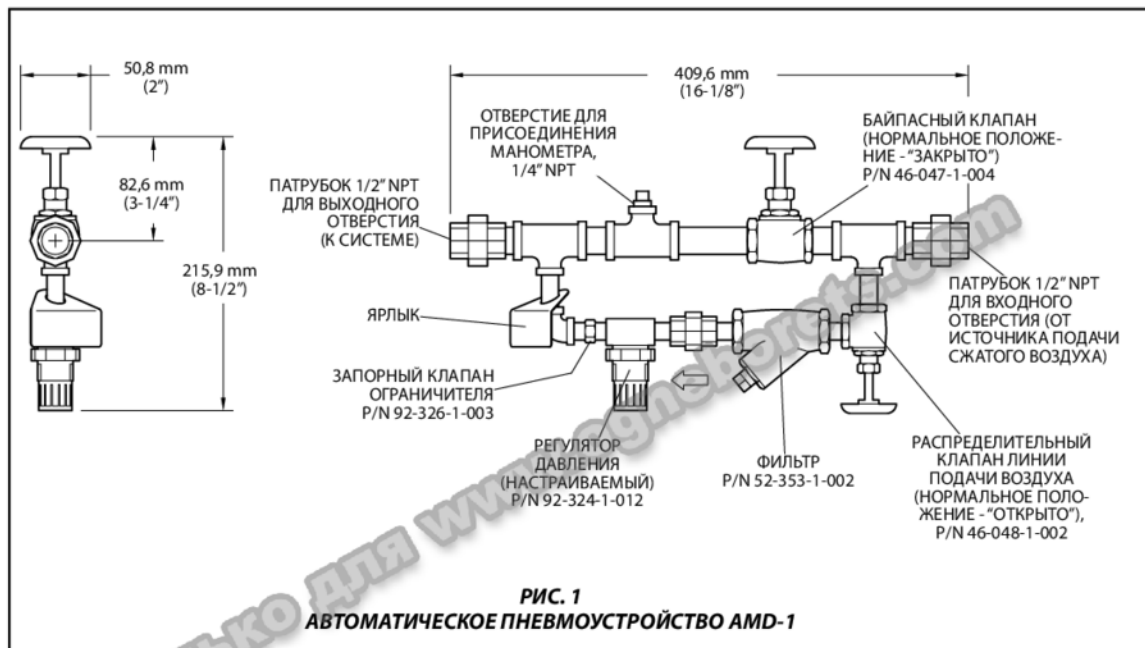 50,8 mm
(2")
409,6 mm
(16-1/8")
ОТВЕРСТИЕ ДЛЯ
ПРИСОЕДИНЕНИЯ
МАНОМЕТРА,
1/4" NPT
БАЙПАСНЫЙ КЛАПАН
(НОРМАЛЬНОЕ ПОЛОЖЕ-
НИЕ - "ЗАКРЫТО")
P/N 46-047-1-004
82,6 mm
(3-1/4")
ПАТРУБОК 1/2" NPT
ДЛЯ ВЫХОДНОГО
ОТВЕРСТИЯ
(К СИСТЕМЕ)
215,9 mm
(8-1/2")
ПАТРУБОК 1/2" NPT
ДЛЯ ВХОДНОГО
ОТВЕРСТИЯ (ОТ
ИСТОЧНИКА ПОДАЧИ
СЖАТОГО ВОЗДУХА)
ЯРЛЫК
ЗАПОРНЫЙ КЛАПАН
ОГРАНИЧИТЕЛЯ
P/N 92-326-1-003
РЕГУЛЯТОР
ДАВЛЕНИЯ
(НАСТРАИВАЕМЫЙ)
P/N 92-324-1-012
ФИЛЬТР
P/N 52-353-1-002
РАСПРЕДЕЛИТЕЛЬНЫЙ
КЛАПАН ЛИНИИ
ПОДАЧИ ВОЗДУХА
(НОРМАЛЬНОЕ ПОЛО-
ЖЕНИЕ - "ОТКРЫТО"),
P/N 46-048-1-002
РИС. 1
АВТОМАТИЧЕСКОЕ ПНЕВМОУСТРОЙСТВО AMD-1
для www.ogneborets.com